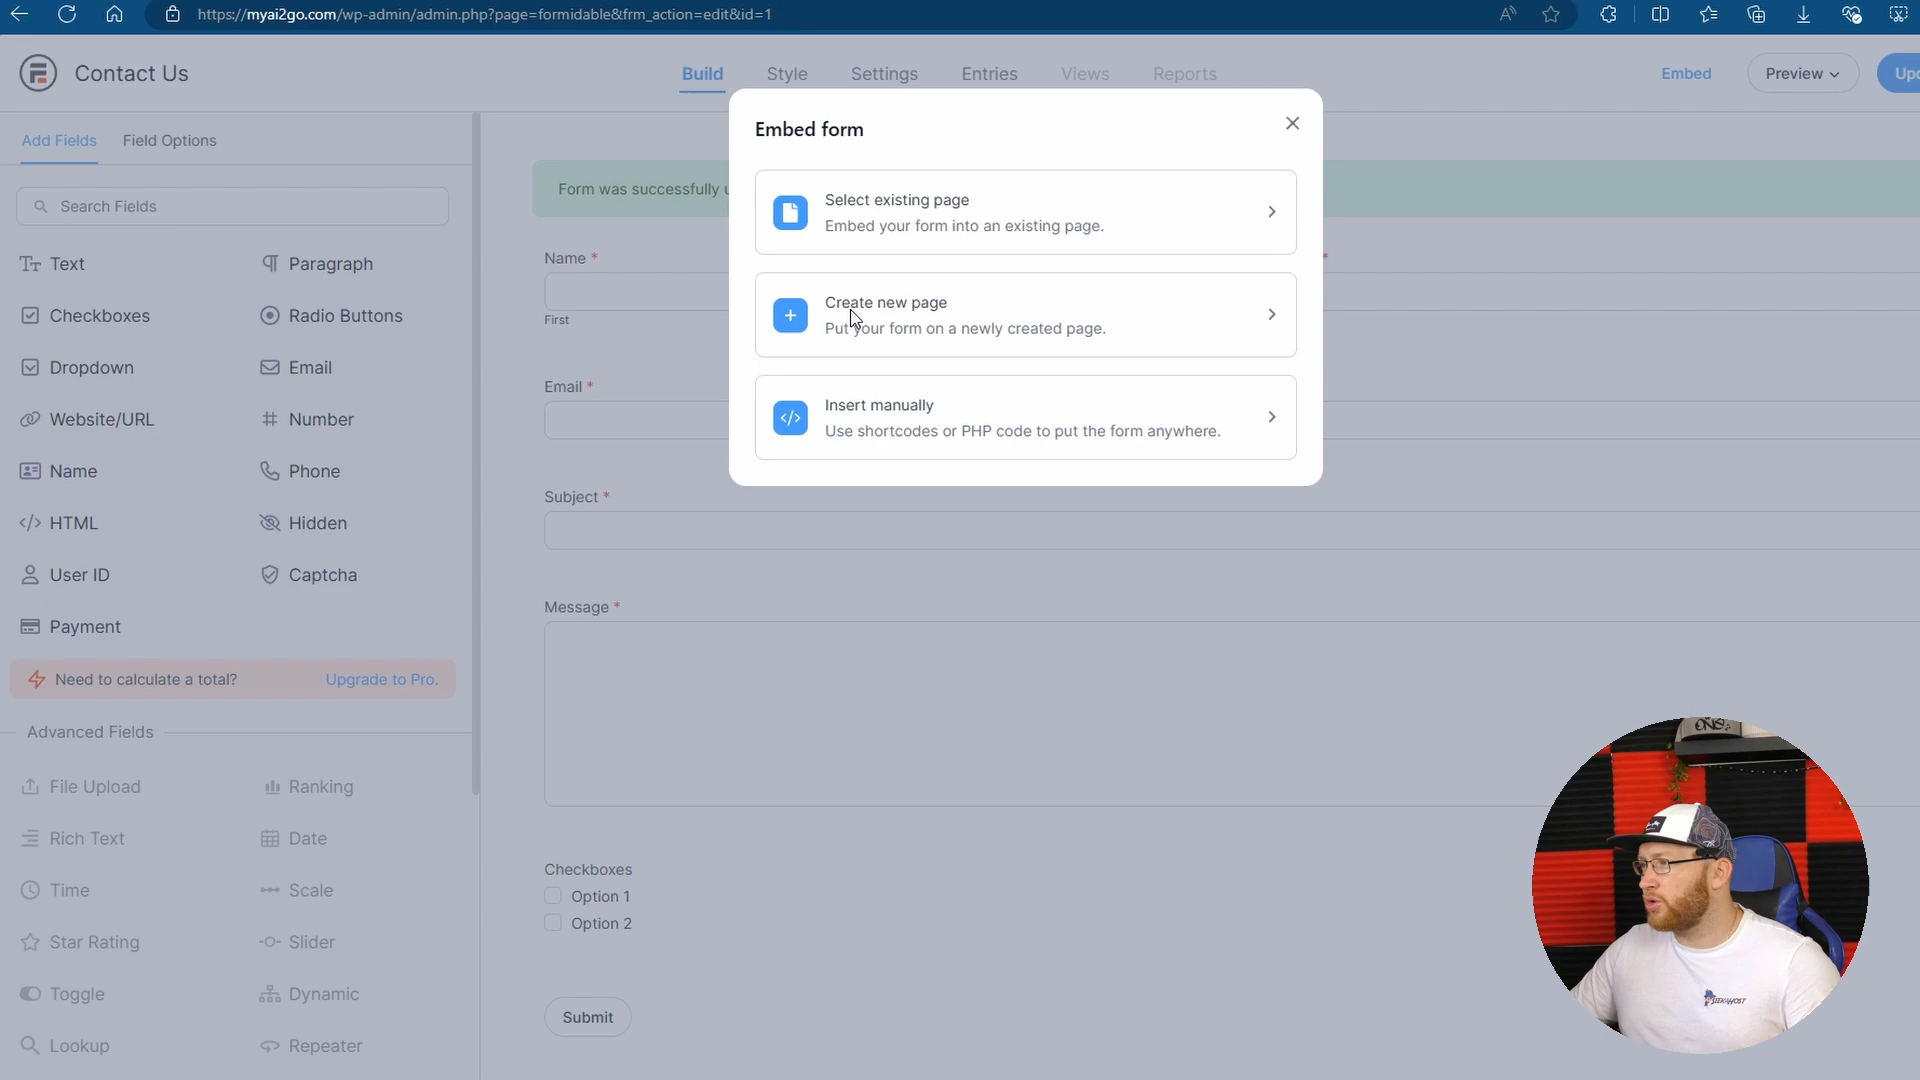 https://myai2go.com/wp-admin/admin.php?page=formidable&frm_action=edit&id=1
Contact Us
Build
Style
Settings
Entries
Views
Reports
Embed
Preview
Add Fields
Field Options
Search Fields
Text
Paragraph
Checkboxes
Radio Buttons
Dropdown
Email
Website/URL
Number
Name
Phone
HTML
Hidden
User ID
Captcha
Payment
Need to calculate a total?
Upgrade to Pro.
Advanced Fields
File Upload
Ranking
Rich Text
Date
Time
Scale
Star Rating
Slider
Toggle
Dynamic
Lookup
Repeater
Embed form
Select existing page
Embed your form into an existing page.
Create new page
Put your form on a newly created page.
Insert manually
Use shortcodes or PHP code to put the form anywhere.
Form was successfully
Name *
First
Email *
Subject *
Message *
Checkboxes
Option 1
Option 2
Submit
SEEKAHOST